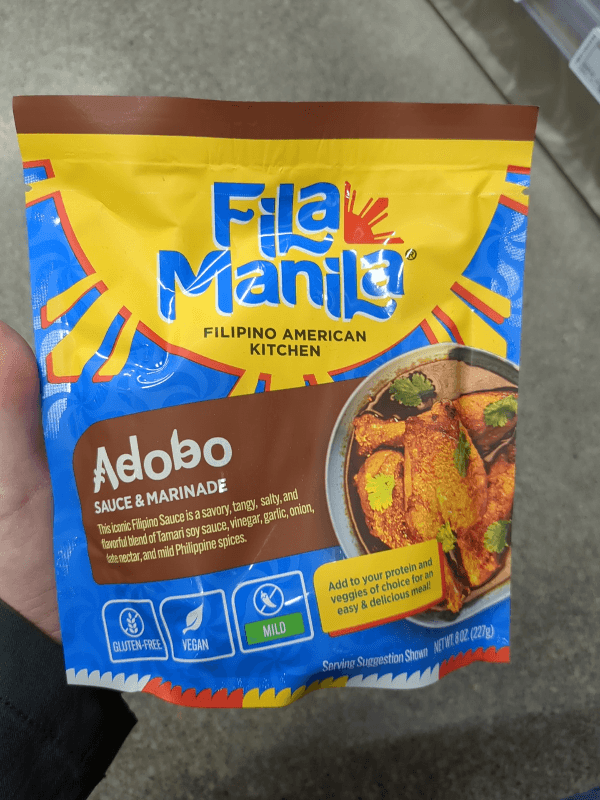 Fila
Manila®
FILIPINO AMERICAN
KITCHEN
Adobo
SAUCE & MARINADE
This iconic Filipino Sauce is a savory, tangy, salty, and
flavorful blend of Tamari soy sauce, vinegar, garlic, onion,
date nectar, and mild Philippine spices.
Add to your protein and
veggies of choice for an
easy & delicious meal!
GLUTEN-FREE
VEGAN
MILD
Serving Suggestion Shown
NET WT. 8 OZ. (227g)